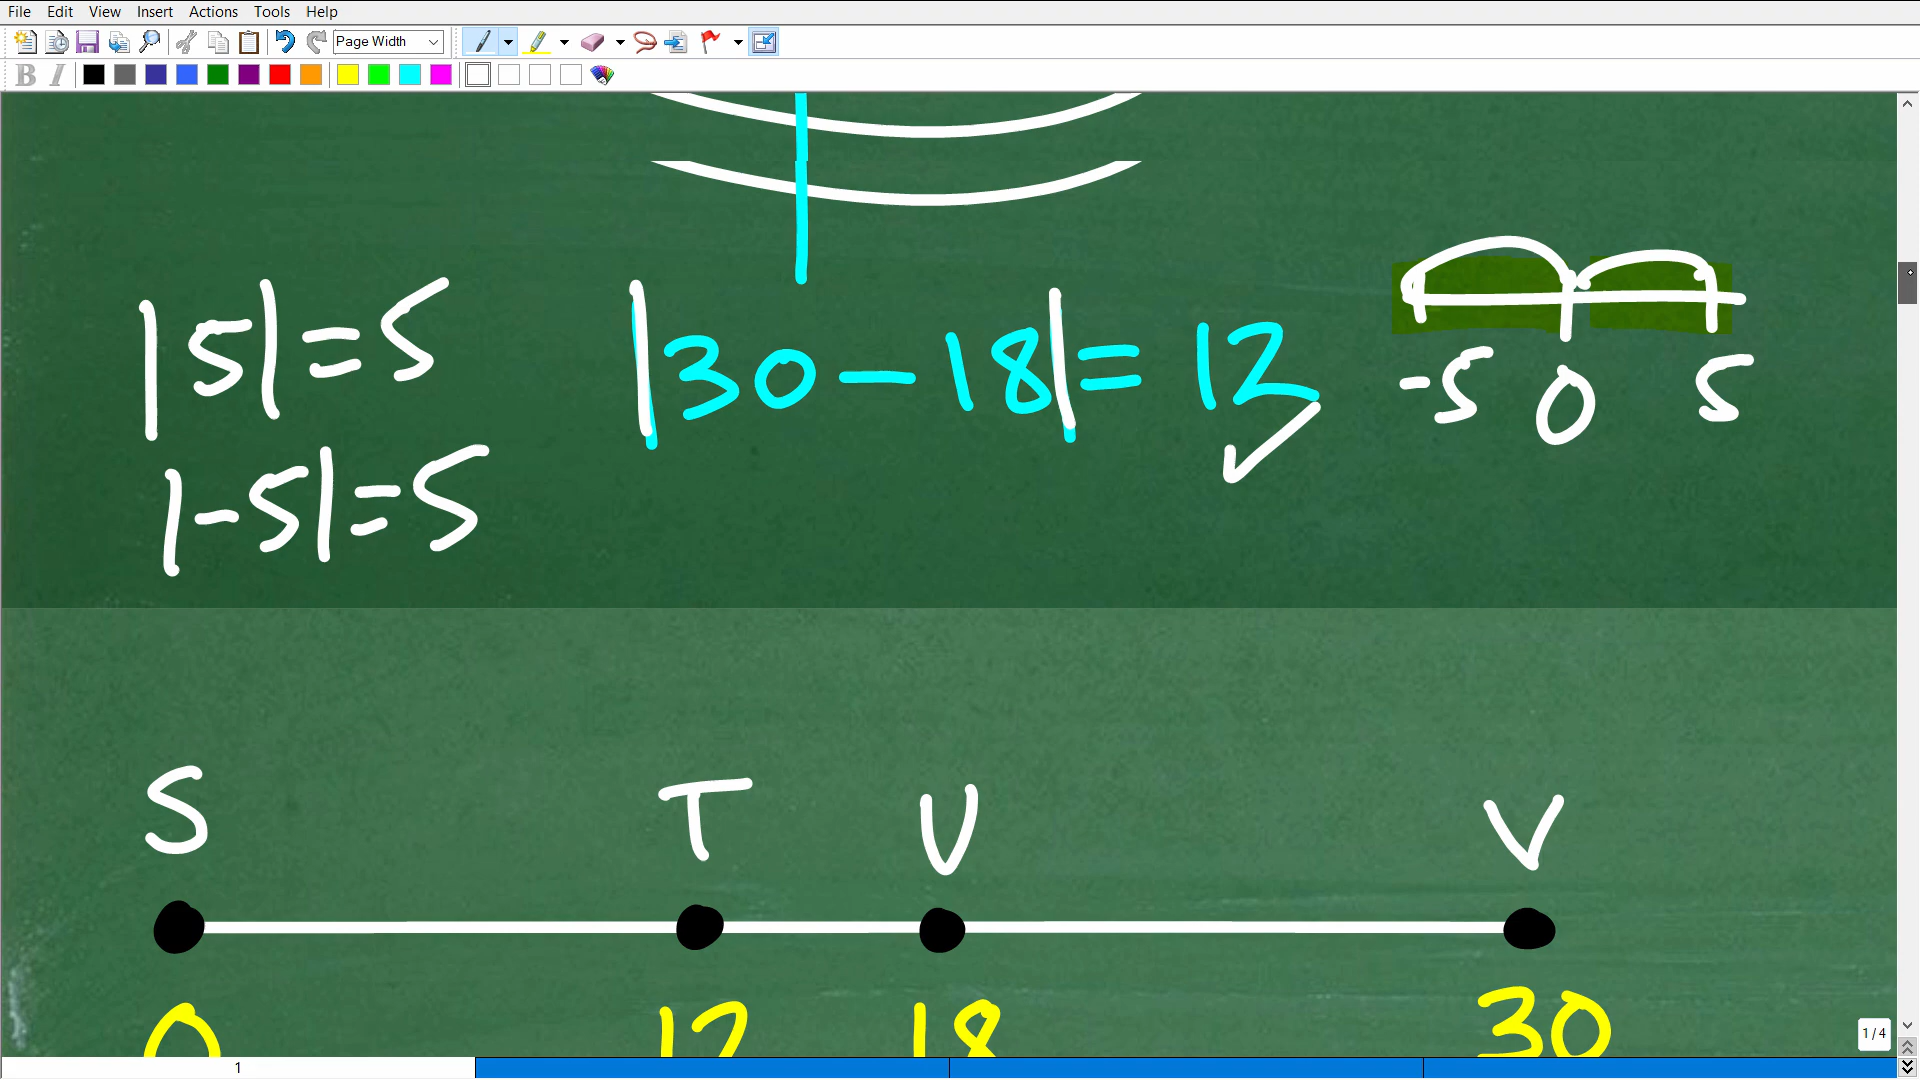 File Edit View Insert Actions Tools Help
Page Width
B I
|5| = 5
|30 - 18| = 12
-5 0 5
|-5| = 5
S T U V
0 12 18 30
1 / 4
1